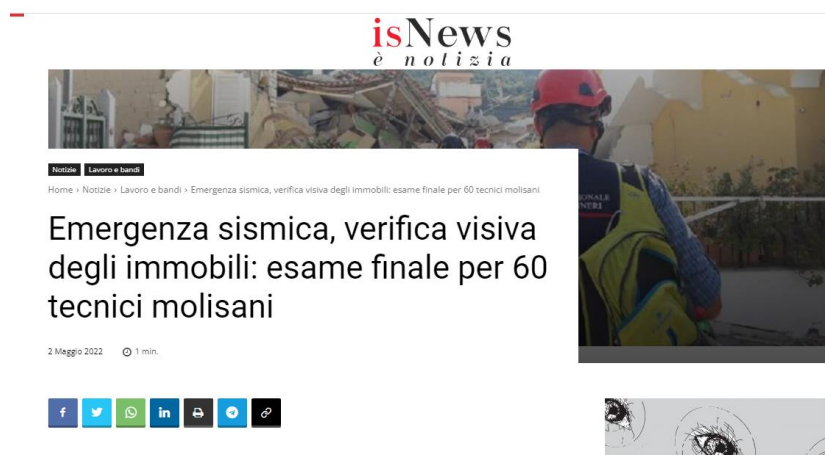 isNews
è notizia
Notizie Lavoro e bandi
Home › Notizie › Lavoro e bandi › Emergenza sismica, verifica visiva degli immobili: esame finale per 60 tecnici molisani
Emergenza sismica, verifica visiva
degli immobili: esame finale per 60
tecnici molisani
2 Maggio 2022 1 min.